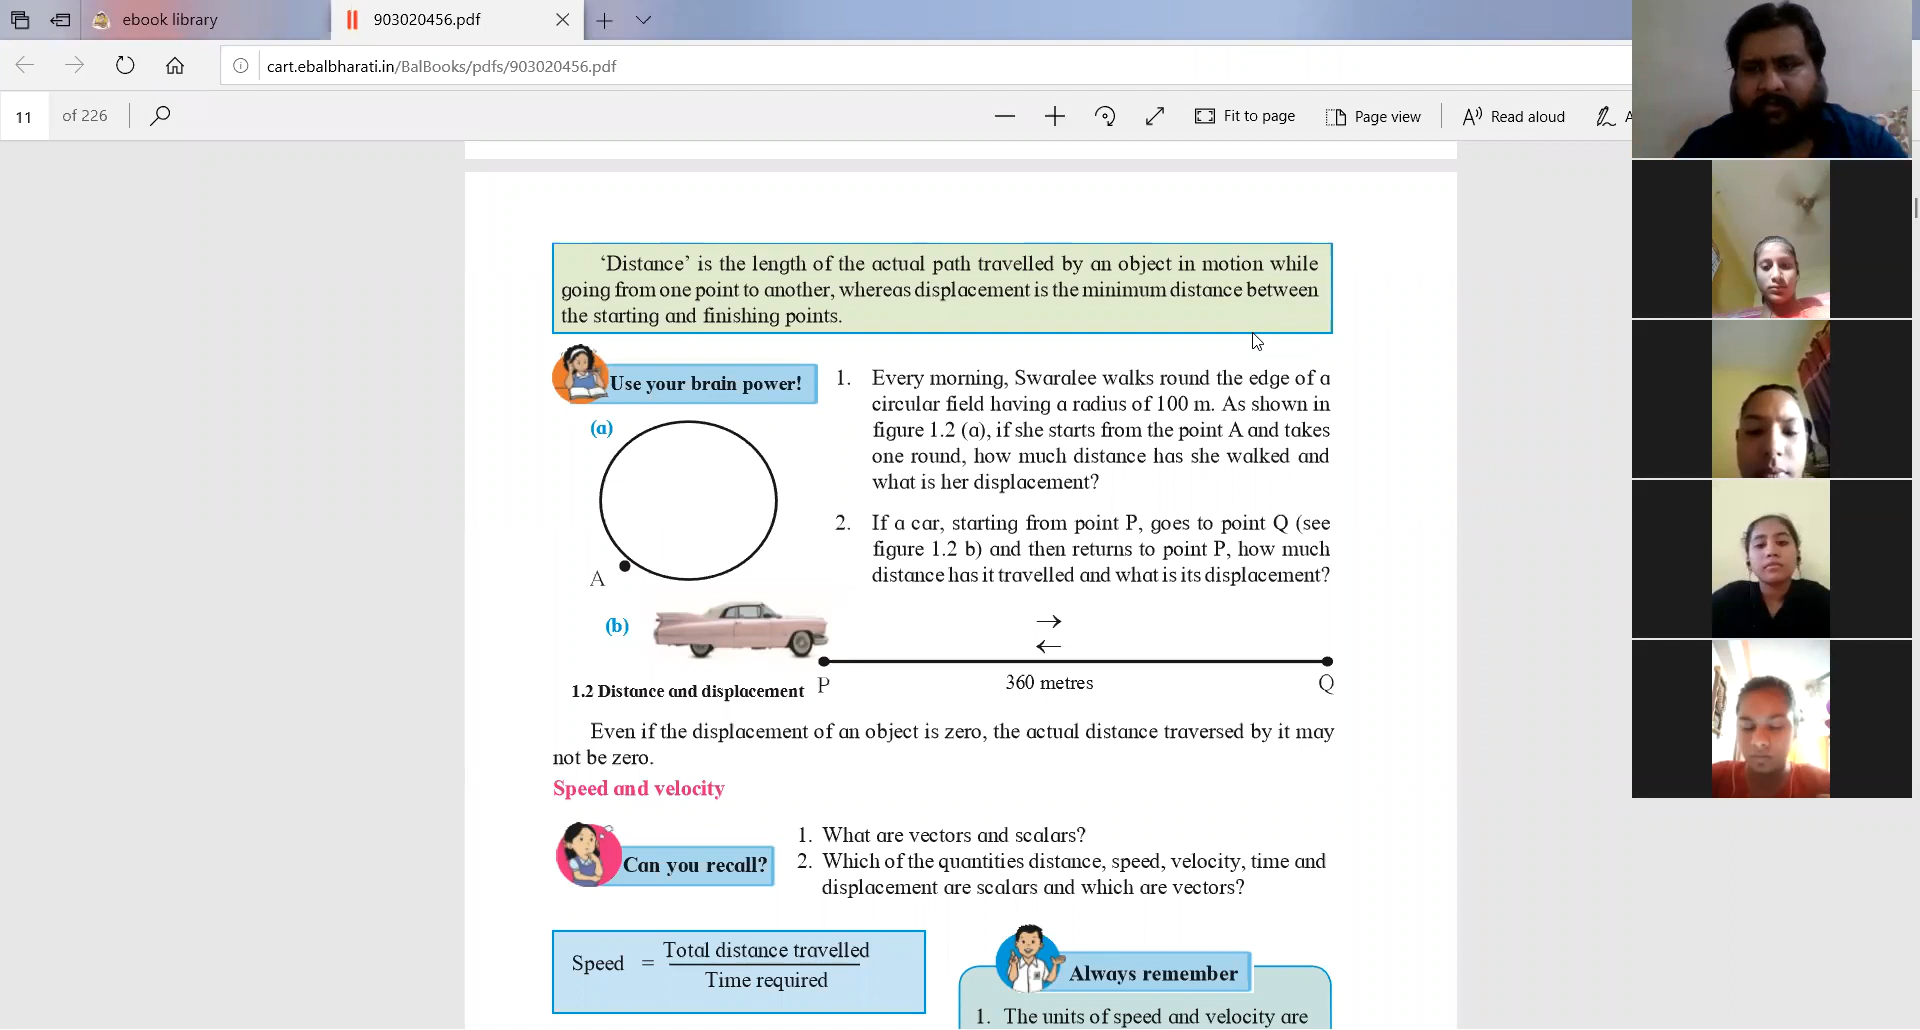 ebook library
903020456.pdf
cart.ebalbharati.in/BalBooks/pdfs/903020456.pdf
11 of 226
Fit to page
Page view
Read aloud
‘Distance’ is the length of the actual path travelled by an object in motion while
going from one point to another, whereas displacement is the minimum distance between
the starting and finishing points.
Use your brain power!
(a)
A
1. Every morning, Swaralee walks round the edge of a
circular field having a radius of 100 m. As shown in
figure 1.2 (a), if she starts from the point A and takes
one round, how much distance has she walked and
what is her displacement?
2. If a car, starting from point P, goes to point Q (see
figure 1.2 b) and then returns to point P, how much
distance has it travelled and what is its displacement?
(b)
→
←
1.2 Distance and displacement
P
360 metres
Q
Even if the displacement of an object is zero, the actual distance traversed by it may
not be zero.
Speed and velocity
Can you recall?
1. What are vectors and scalars?
2. Which of the quantities distance, speed, velocity, time and
displacement are scalars and which are vectors?
Speed = Total distance travelled
Time required
Always remember
1. The units of speed and velocity are